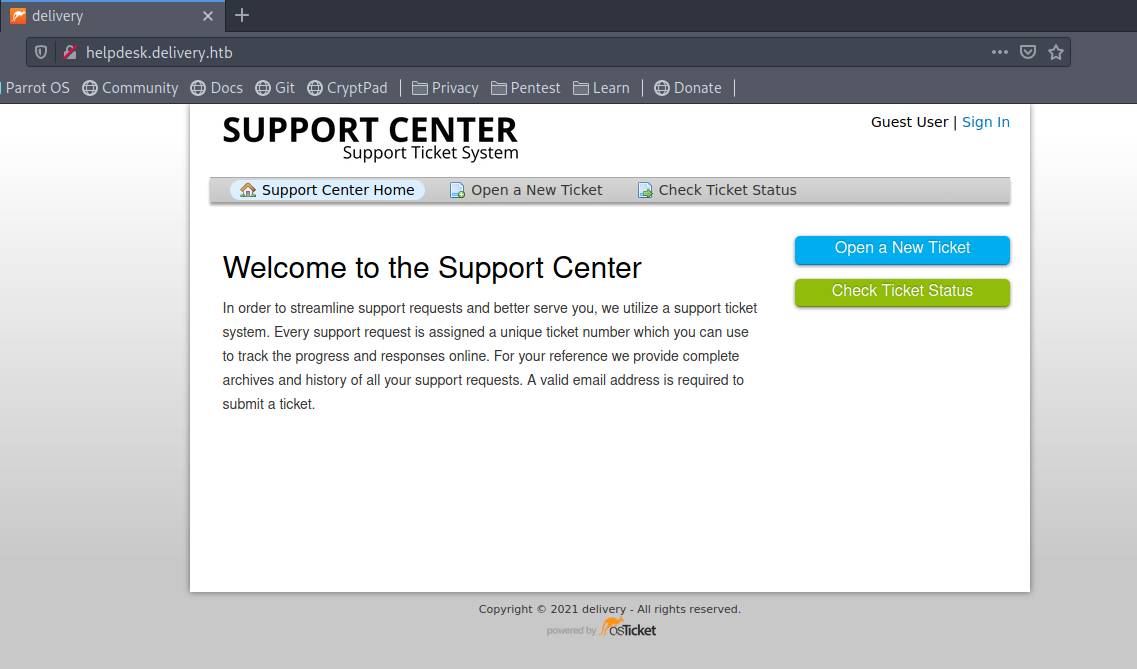 delivery
helpdesk.delivery.htb
Parrot OS Community Docs Git CryptPad Privacy Pentest Learn Donate
SUPPORT CENTER
Support Ticket System
Guest User | Sign In
Support Center Home Open a New Ticket Check Ticket Status
Welcome to the Support Center
In order to streamline support requests and better serve you, we utilize a support ticket
system. Every support request is assigned a unique ticket number which you can use
to track the progress and responses online. For your reference we provide complete
archives and history of all your support requests. A valid email address is required to
submit a ticket.
Open a New Ticket
Check Ticket Status
Copyright © 2021 delivery - All rights reserved.
powered by osTicket